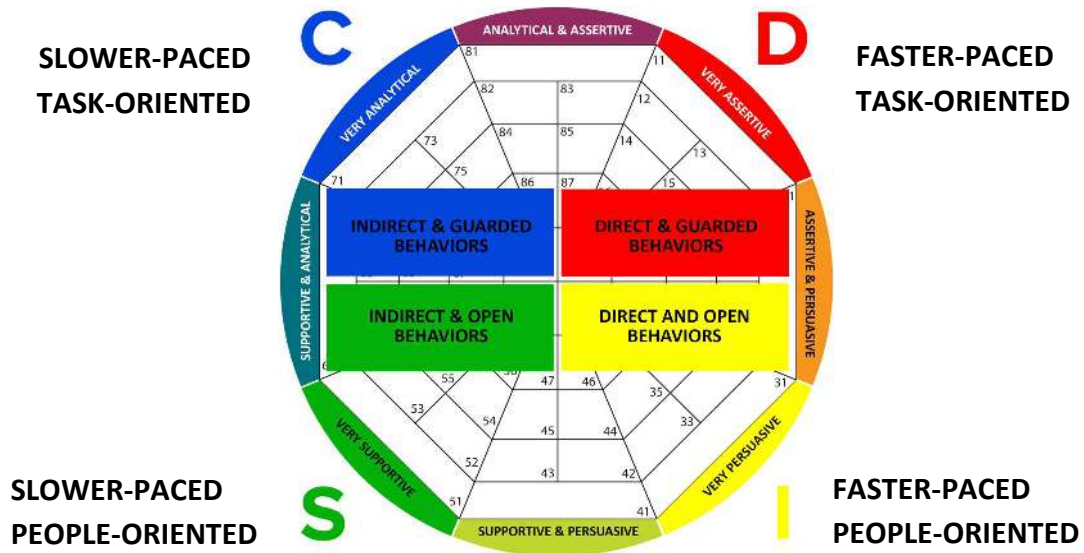 C
D
ANALYTICAL & ASSERTIVE
SLOWER-PACED
TASK-ORIENTED
FASTER-PACED
TASK-ORIENTED
VERY ANALYTICAL
VERY ASSERTIVE
81
11
82
83
12
73
84
85
14
13
75
86
87
15
71
INDIRECT & GUARDED
BEHAVIORS
DIRECT & GUARDED
BEHAVIORS
SUPPORTIVE & ANALYTICAL
ASSERTIVE & PERSUASIVE
INDIRECT & OPEN
BEHAVIORS
DIRECT AND OPEN
BEHAVIORS
55
47
46
35
31
53
54
45
44
33
52
43
42
51
41
VERY SUPPORTIVE
VERY PERSUASIVE
SUPPORTIVE & PERSUASIVE
SLOWER-PACED
PEOPLE-ORIENTED
S
I
FASTER-PACED
PEOPLE-ORIENTED